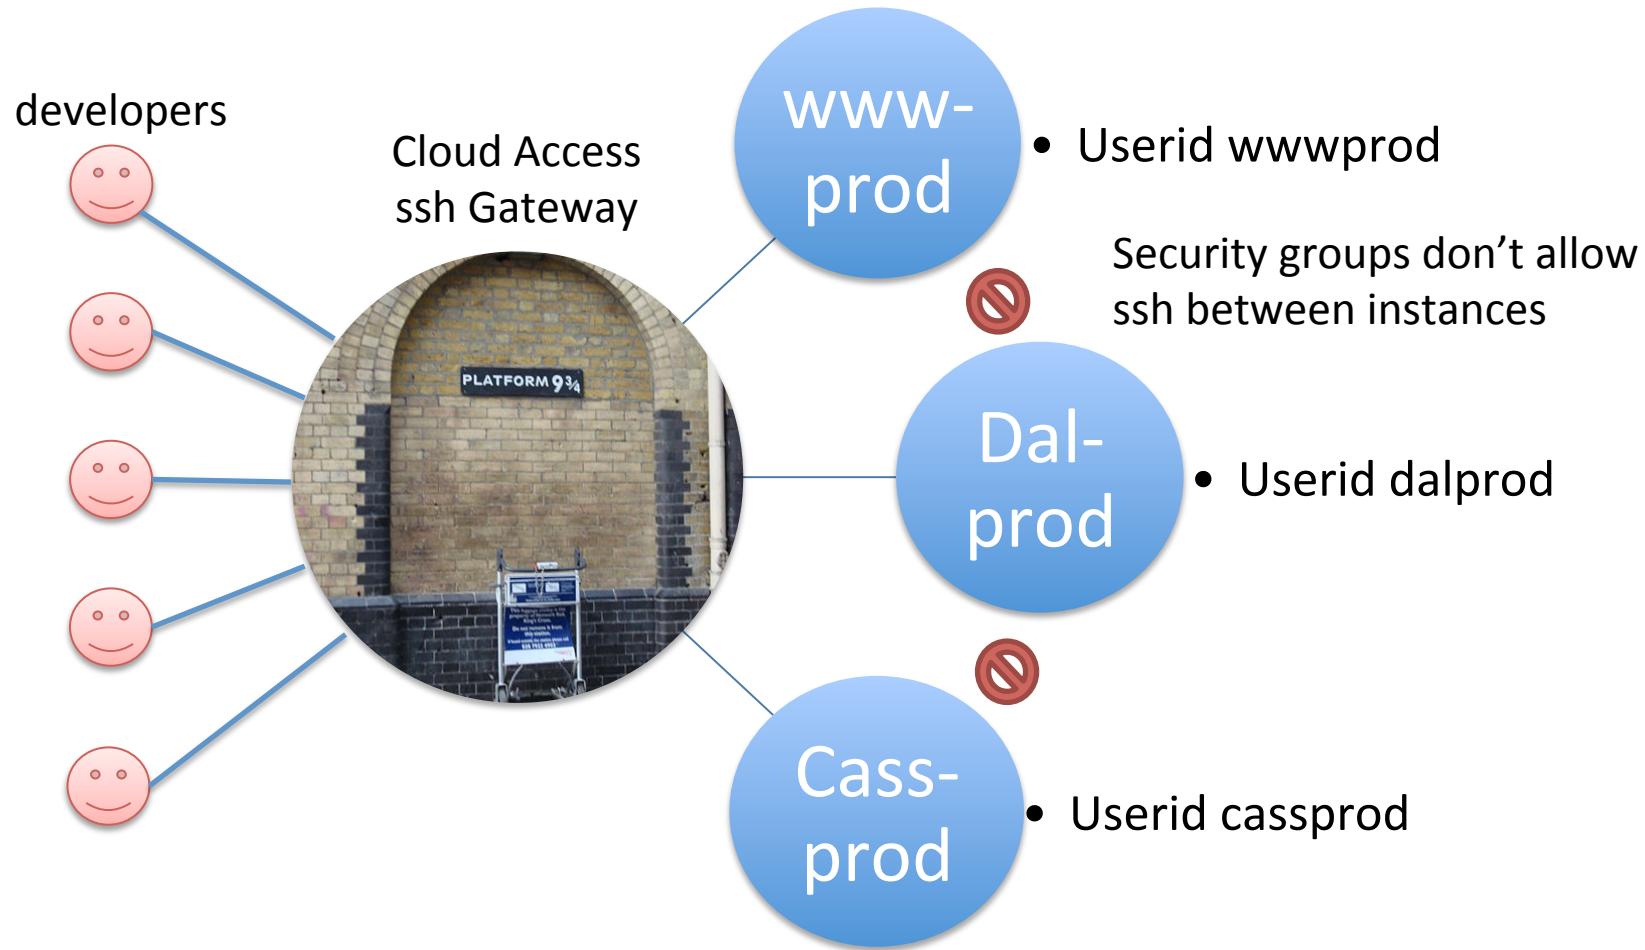 developers
Cloud Access
ssh Gateway
PLATFORM 9¾
www-
prod
• Userid wwwprod
Security groups don’t allow
ssh between instances
Dal-
prod
• Userid dalprod
Cass-
prod
• Userid cassprod